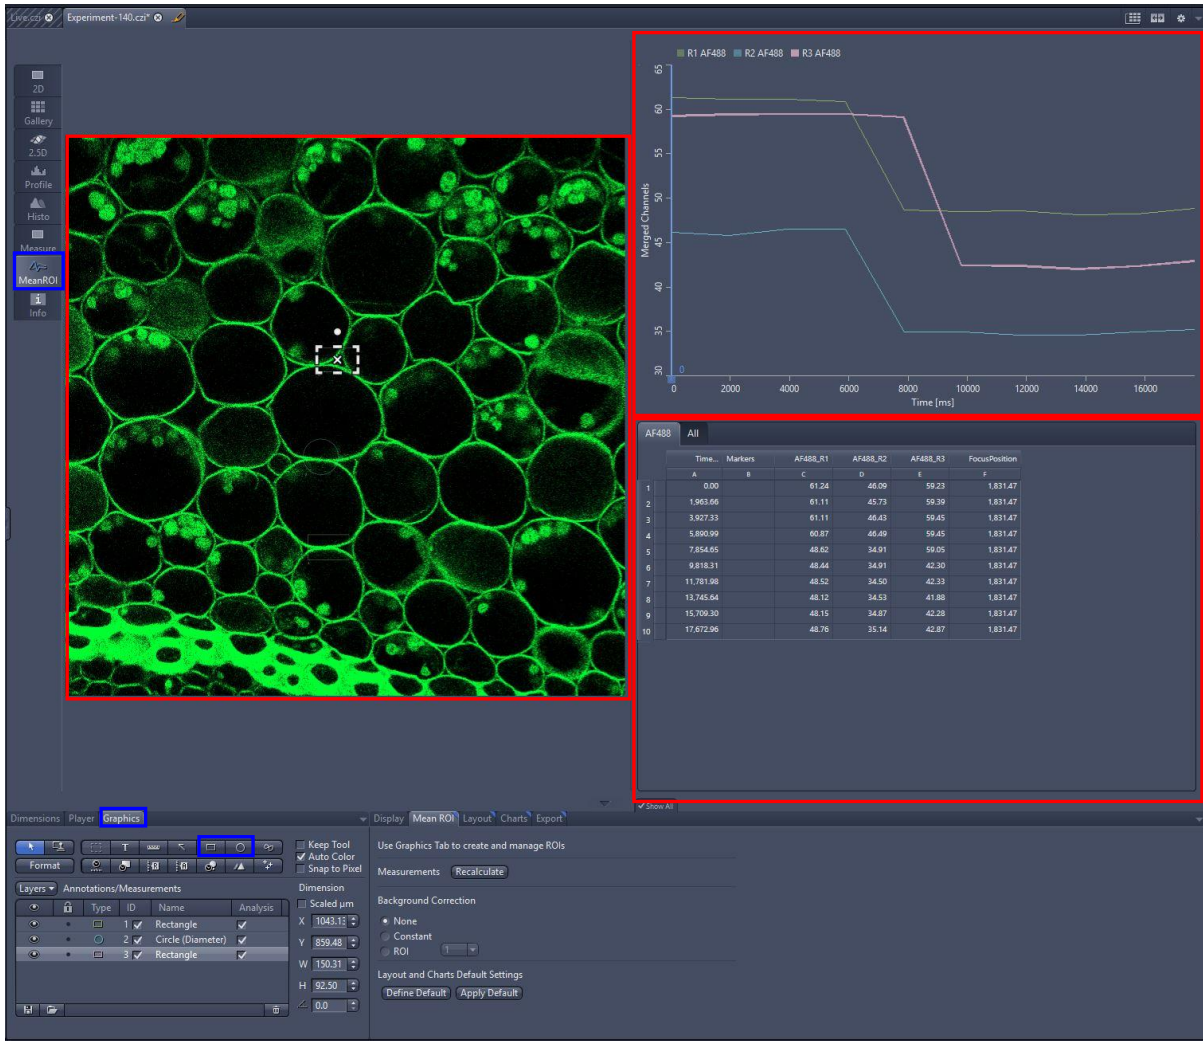 Live.czi Experiment-140.czi*
2D
Gallery
2.5D
Profile
Histo
Measure
MeanROI
Info
R1 AF488 R2 AF488 R3 AF488
Merged Channels
65
60
55
50
45
40
35
30
0
0 2000 4000 6000 8000 10000 12000 14000 16000
Time [ms]
AF488 All
Time... Markers AF488_R1 AF488_R2 AF488_R3 FocusPosition
A B C D E F
1 0.00 61.24 46.09 59.23 1,831.47
2 1,963.66 61.11 45.73 59.39 1,831.47
3 3,927.33 61.11 46.43 59.45 1,831.47
4 5,890.99 60.87 46.49 59.45 1,831.47
5 7,854.65 48.62 34.91 59.05 1,831.47
6 9,818.31 48.44 34.91 42.30 1,831.47
7 11,781.98 48.52 34.50 42.33 1,831.47
8 13,745.64 48.12 34.53 41.88 1,831.47
9 15,709.30 48.15 34.87 42.28 1,831.47
10 17,672.96 48.76 35.14 42.87 1,831.47
Show All
Dimensions Player Graphics
Keep Tool
Auto Color
Snap to Pixel
Format
Layers Annotations/Measurements
Type ID Name Analysis
1 Rectangle
2 Circle (Diameter)
3 Rectangle
Dimension
Scaled µm
X 1043.13
Y 859.48
W 150.31
H 92.50
0.0
Display Mean ROI Layout Charts Export
Use Graphics Tab to create and manage ROIs
Measurements Recalculate
Background Correction
None
Constant
ROI 1
Layout and Charts Default Settings
Define Default Apply Default